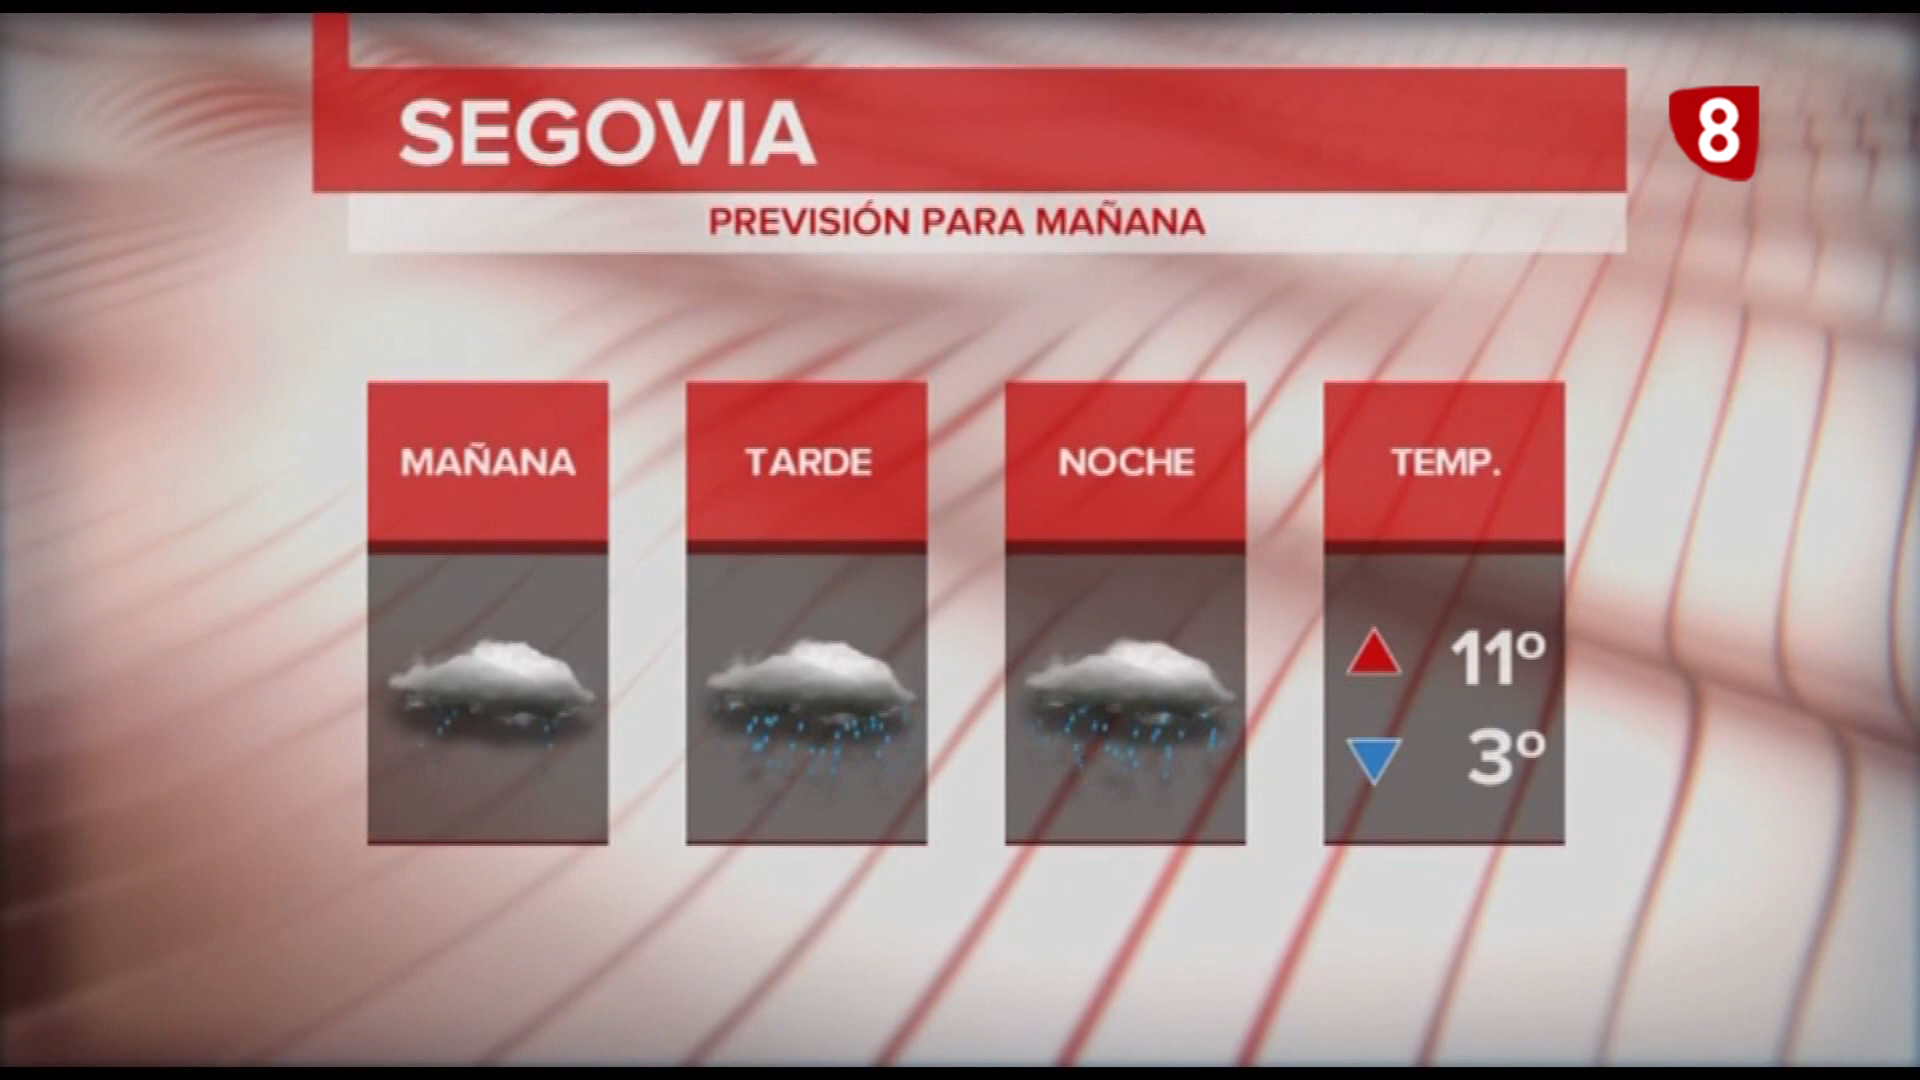 SEGOVIA
8
PREVISIÓN PARA MAÑANA
MAÑANA
TARDE
NOCHE
TEMP.
11º
3º